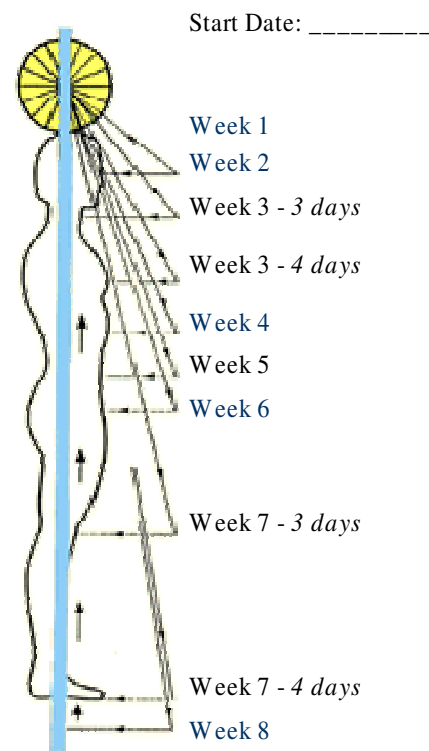 Start Date: __________
Week 1
Week 2
Week 3 - 3 days
Week 3 - 4 days
Week 4
Week 5
Week 6
Week 7 - 3 days
Week 7 - 4 days
Week 8